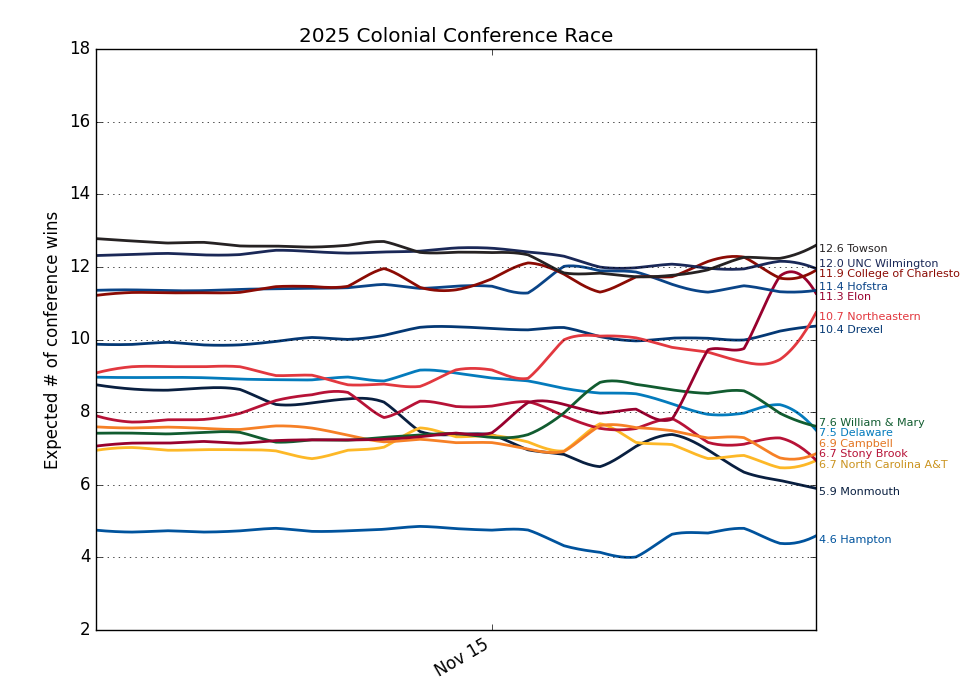 2025 Colonial Conference Race
Expected # of conference wins
18
16
14
12
10
8
6
4
2
Nov 15
12.6 Towson
12.0 UNC Wilmington
11.9 College of Charlesto
11.4 Hofstra
11.3 Elon
10.7 Northeastern
10.4 Drexel
7.6 William & Mary
7.5 Delaware
6.9 Campbell
6.7 Stony Brook
6.7 North Carolina A&T
5.9 Monmouth
4.6 Hampton